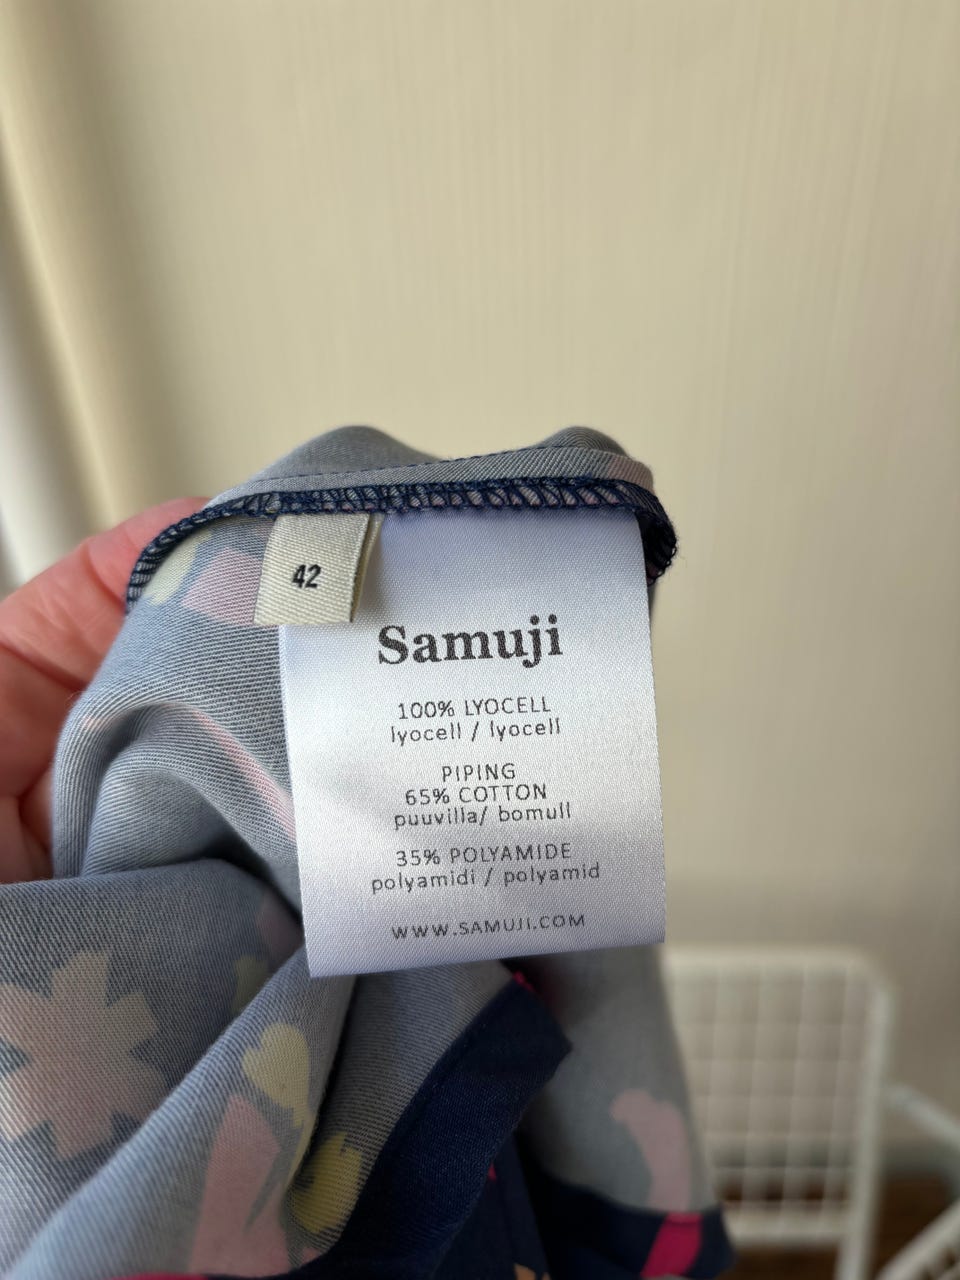 42
Samuji
100% LYOCELL
lyocell / lyocell
PIPING
65% COTTON
puuvilla/ bomull
35% POLYAMIDE
polyamidi / polyamid
WWW.SAMUJI.COM